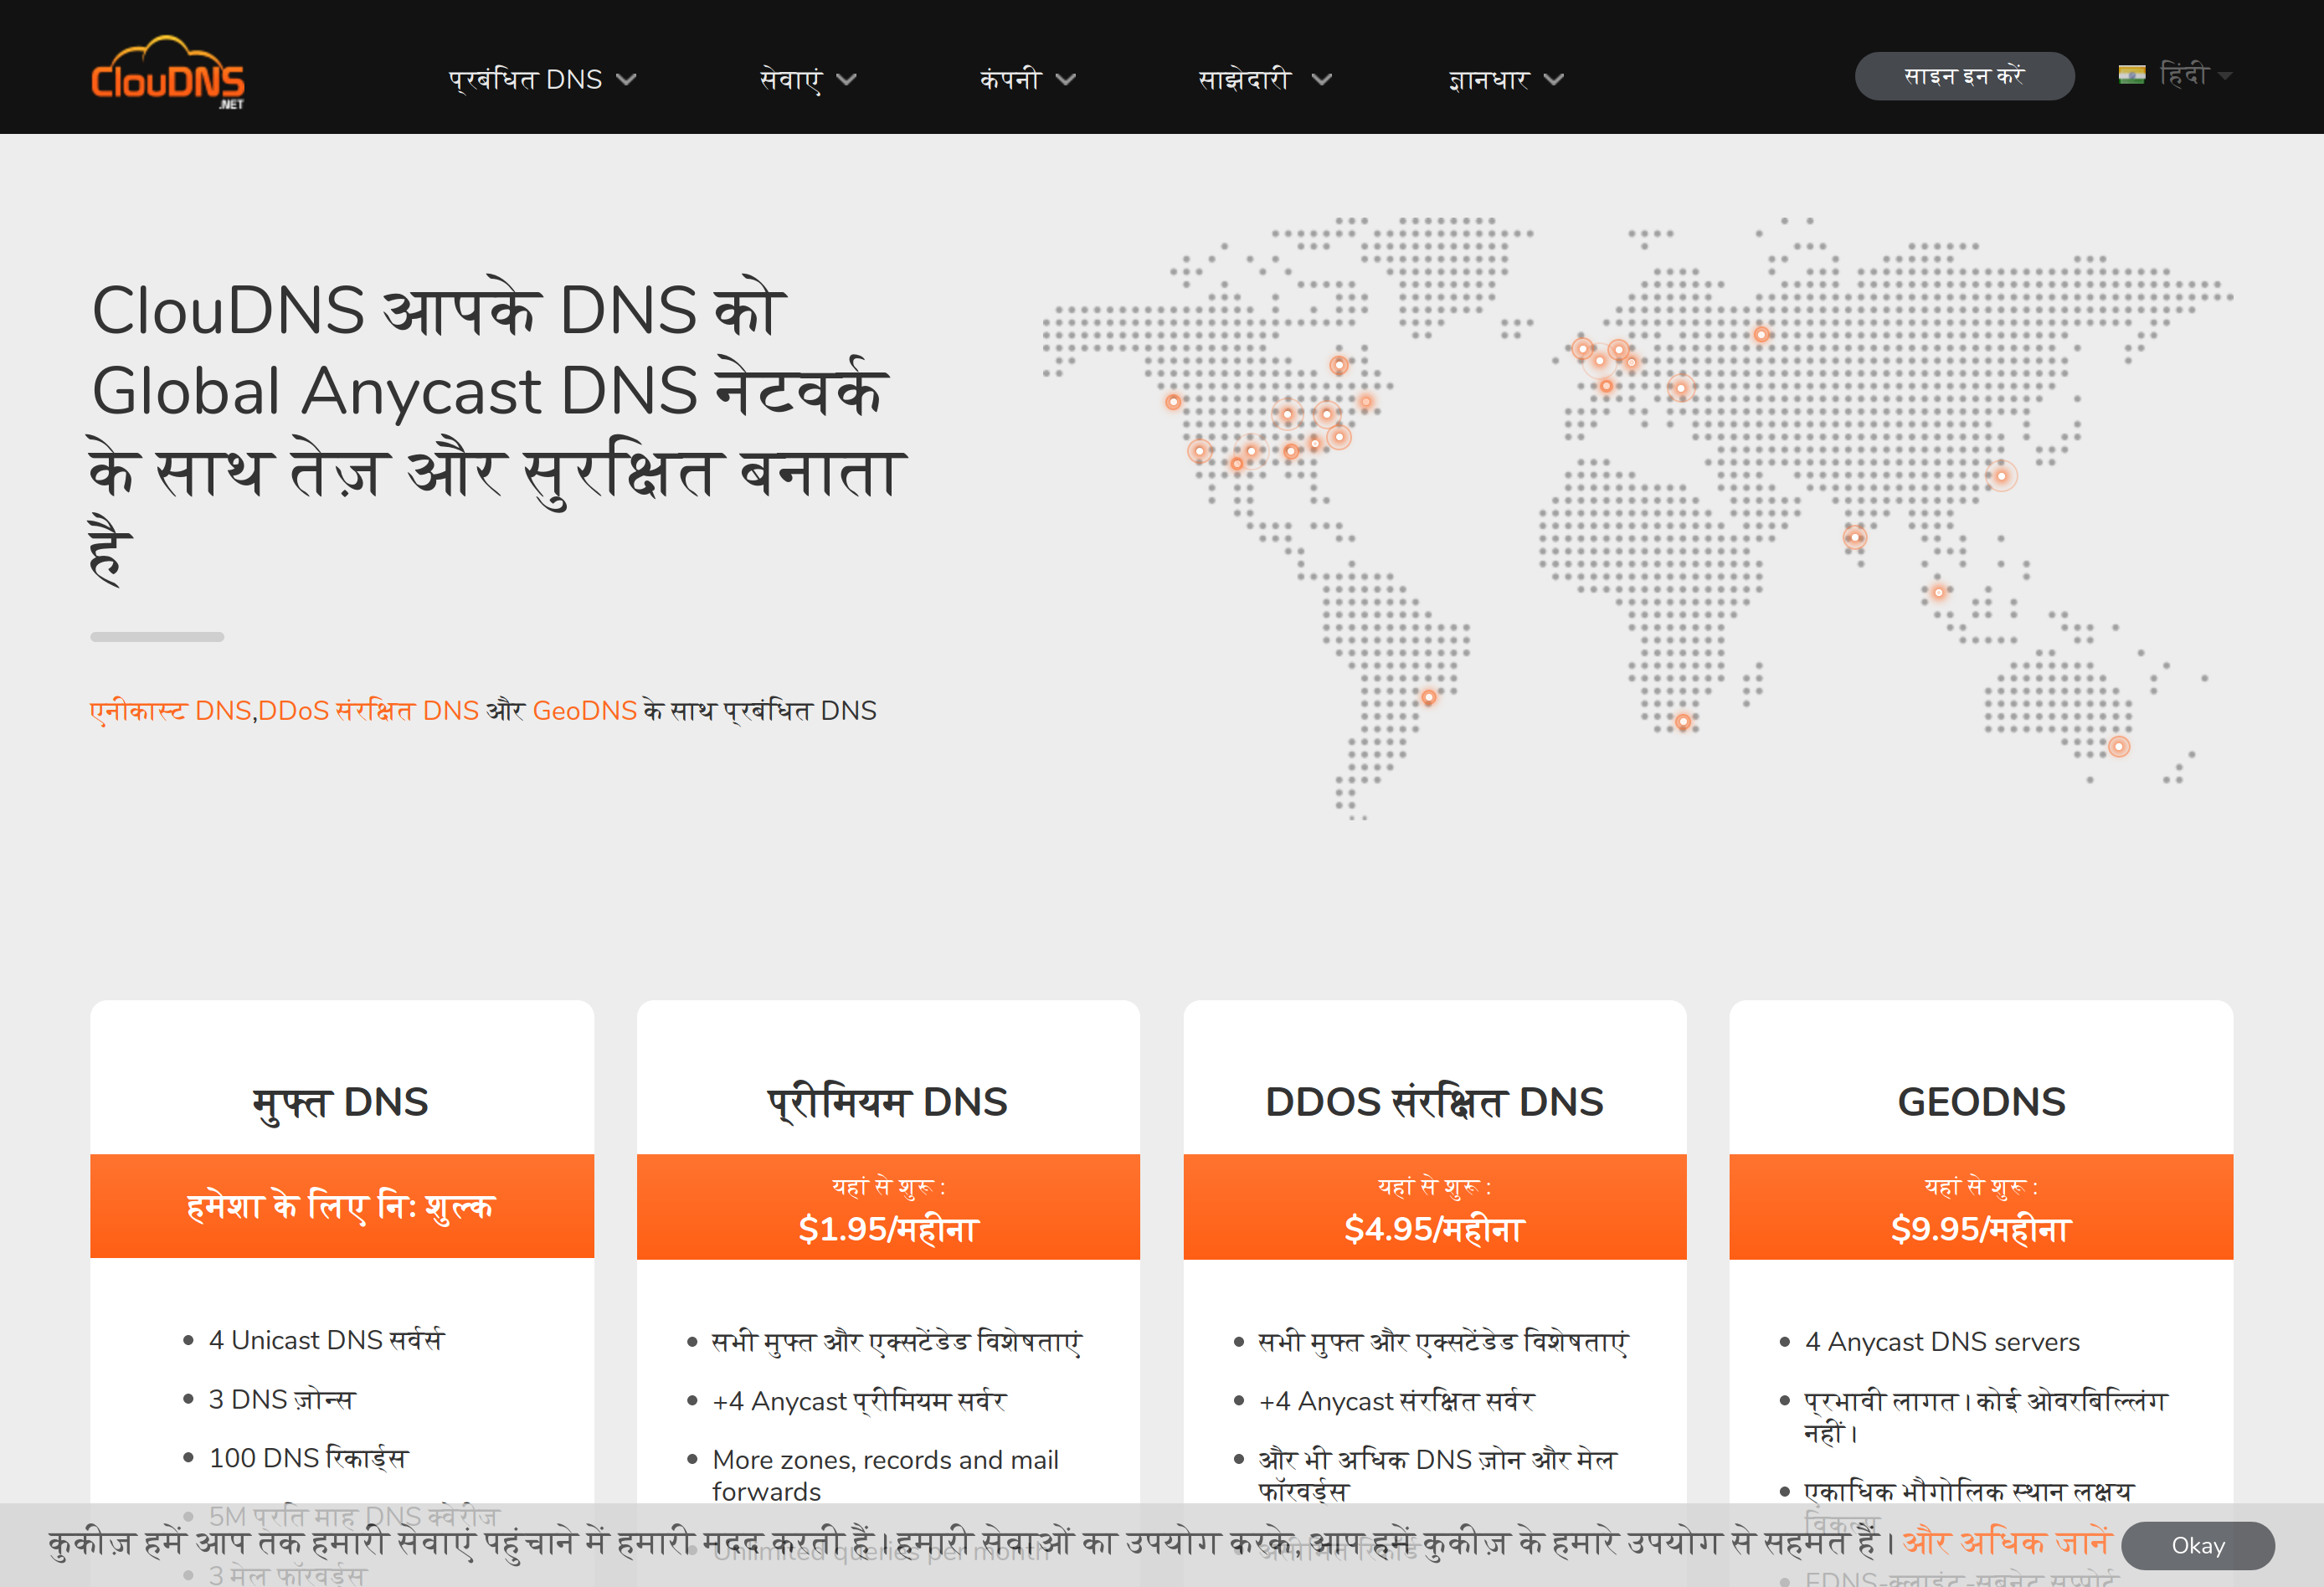 ClouDNS
.NET
प्रबंधित DNS
सेवाएं
कंपनी
साझेदारी
ज्ञानधार
साइन इन करें
हिंदी
ClouDNS आपके DNS को
Global Anycast DNS नेटवर्क
के साथ तेज़ और सुरक्षित बनाता
है
एनीकास्ट DNS,DDoS संरक्षित DNS और GeoDNS के साथ प्रबंधित DNS
मुफ्त DNS
हमेशा के लिए नि: शुल्क
4 Unicast DNS सर्वर्स
3 DNS ज़ोन्स
100 DNS रिकार्ड्स
5M प्रति माह DNS क्वेरीज
3 मेल फॉरवर्ड्स
प्रीमियम DNS
यहां से शुरू :
$1.95/महीना
सभी मुफ्त और एक्सटेंडेड विशेषताएं
+4 Anycast प्रीमियम सर्वर
More zones, records and mail
forwards
Unlimited queries per month
DDOS संरक्षित DNS
यहां से शुरू :
$4.95/महीना
सभी मुफ्त और एक्सटेंडेड विशेषताएं
+4 Anycast संरक्षित सर्वर
और भी अधिक DNS ज़ोन और मेल
फॉरवर्ड्स
असीमित रिकॉर्ड
GEODNS
यहां से शुरू :
$9.95/महीना
4 Anycast DNS servers
प्रभावी लागत। कोई ओवरबिल्लिंग
नहीं।
एकाधिक भौगोलिक स्थान लक्षय
विकल्प
EDNS-क्लाइंट-सबनेट सप्पोर्ट
कुकीज़ हमें आप तक हमारी सेवाएं पहुंचाने में हमारी मदद करती हैं। हमारी सेवाओं का उपयोग करके, आप हमें कुकीज़ के हमारे उपयोग से सहमत हैं। और अधिक जानें
Okay